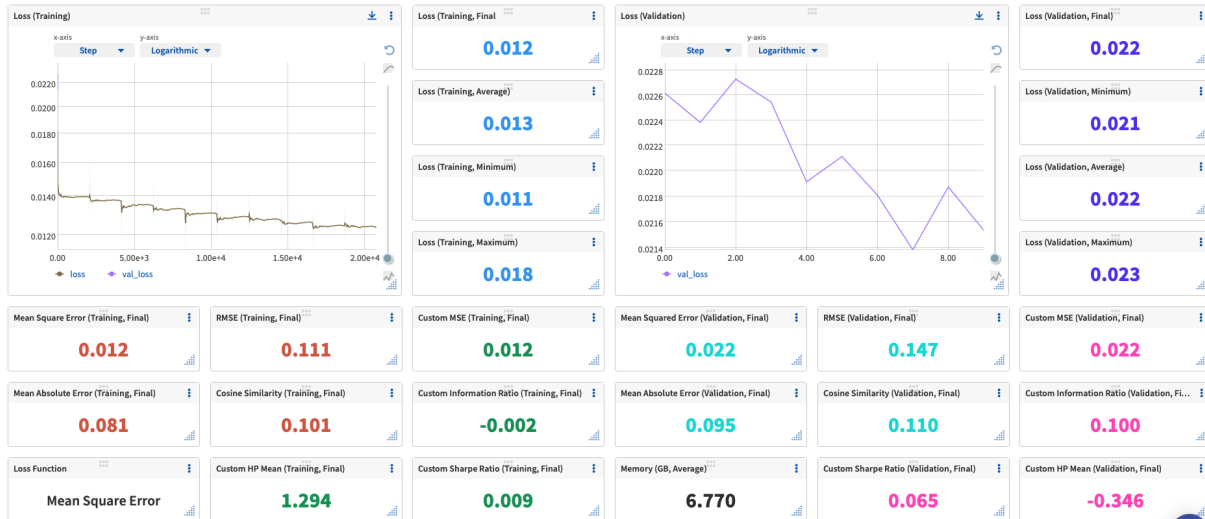 Loss (Training)
x-axis
y-axis
Step
Logarithmic
0.0220
0.0200
0.0180
0.0160
0.0140
0.0120
0.00
5.00e+3
1.00e+4
1.50e+4
2.00e+4
loss
val_loss
Loss (Training, Final
0.012
Loss (Training, Average)
0.013
Loss (Training, Minimum)
0.011
Loss (Training, Maximum)
0.018
Loss (Validation)
x-axis
y-axis
Step
Logarithmic
0.0228
0.0226
0.0224
0.0222
0.0220
0.0218
0.0216
0.0214
0.00
2.00
4.00
6.00
8.00
val_loss
Loss (Validation, Final)
0.022
Loss (Validation, Minimum)
0.021
Loss (Validation, Average)
0.022
Loss (Validation, Maximum)
0.023
Mean Square Error (Training, Final)
0.012
RMSE (Training, Final)
0.111
Custom MSE (Training, Final)
0.012
Mean Squared Error (Validation, Final)
0.022
RMSE (Validation, Final)
0.147
Custom MSE (Validation, Final)
0.022
Mean Absolute Error (Training, Final)
0.081
Cosine Similarity (Training, Final)
0.101
Custom Information Ratio (Training, Final)
-0.002
Mean Absolute Error (Validation, Final)
0.095
Cosine Similarity (Validation, Final)
0.110
Custom Information Ratio (Validation, Fi...
0.100
Loss Function
Mean Square Error
Custom HP Mean (Training, Final)
1.294
Custom Sharpe Ratio (Training, Final)
0.009
Memory (GB, Average)
6.770
Custom Sharpe Ratio (Validation, Final)
0.065
Custom HP Mean (Validation, Final)
-0.346